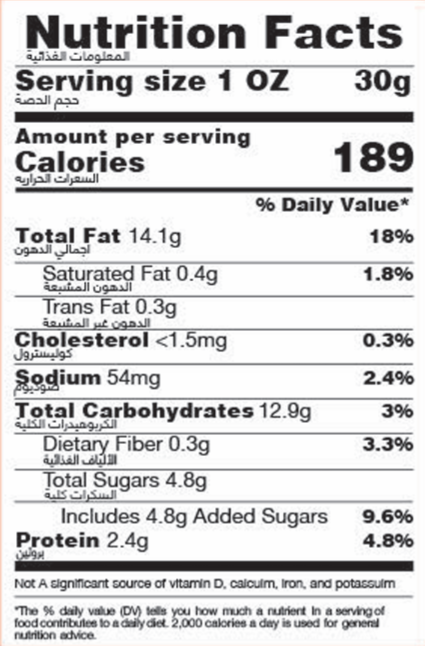 Nutrition Facts
المعلومات الغذائية
Serving size 1 OZ 30g
حجم الحصة
Amount per serving
Calories 189
السعرات الحراريه
% Daily Value*
Total Fat 14.1g 18%
اجمالي الدهون
Saturated Fat 0.4g 1.8%
الدهون المشبعة
Trans Fat 0.3g
الدهون غير المشبعة
Cholesterol <1.5mg 0.3%
كوليسترول
Sodium 54mg 2.4%
صوديوم
Total Carbohydrates 12.9g 3%
الكربوهيدرات الكلية
Dietary Fiber 0.3g 3.3%
الألياف الغذائية
Total Sugars 4.8g
السكرات كلية
Includes 4.8g Added Sugars 9.6%
Protein 2.4g 4.8%
بروتين
Not A significant source of vitamin D, calcuim, Iron, and potassuim
*The % daily value (DV) tells you how much a nutrient In a serving of
food contributes to a daily diet. 2,000 calories a day is used for general
nutrition advice.